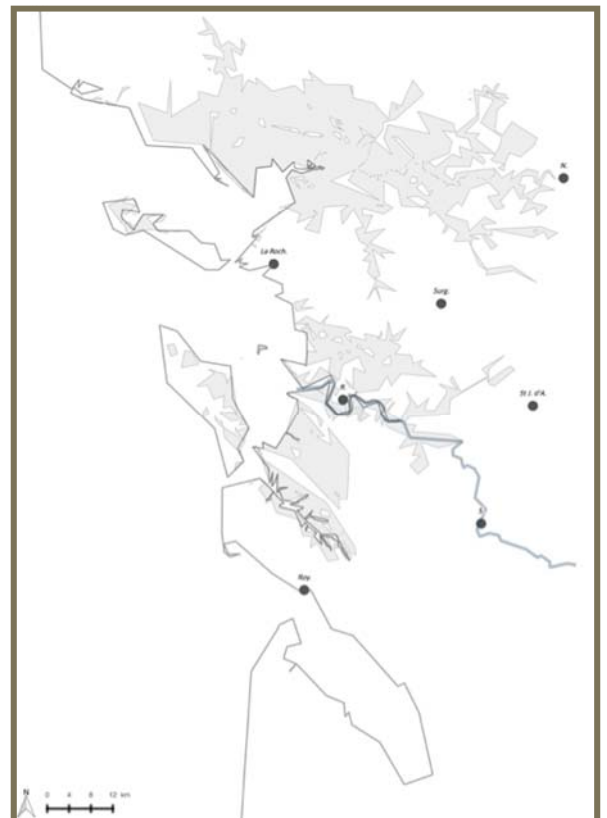 N.
La Roch.
Surg.
R.
St J. d'A.
S.
Roy.
N
0 4 8 12 km